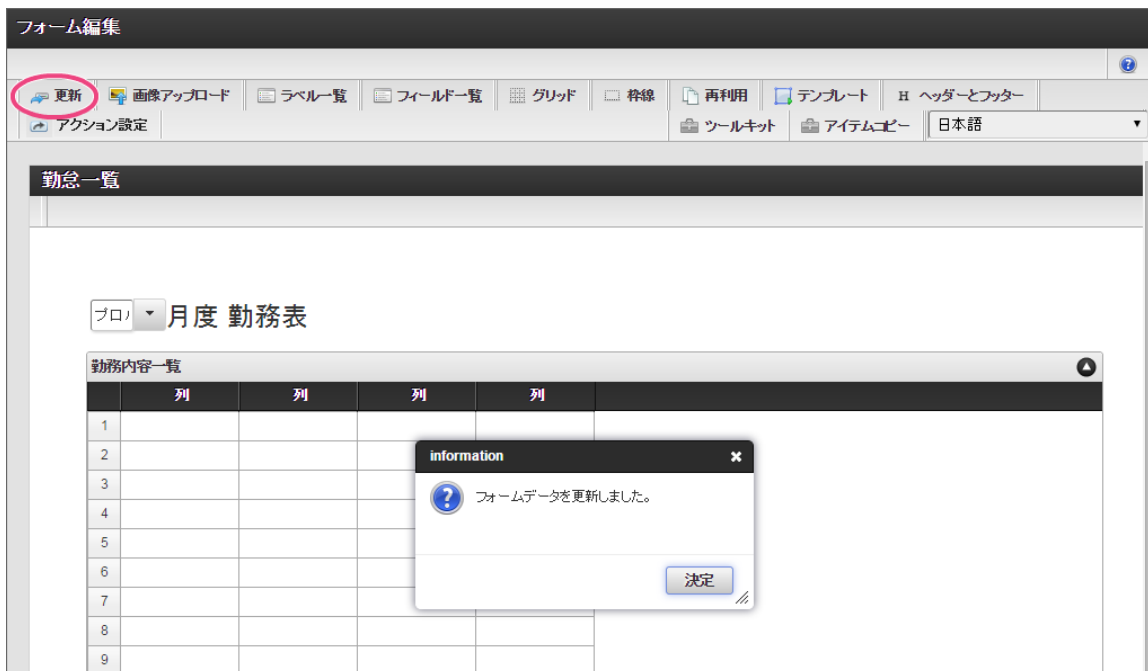 フォーム編集
更新 画像アップロード ラベル一覧 フィールド一覧 グリッド 枠線 再利用 テンプレート H ヘッダーとフッター
アクション設定 ツールキット アイテムコピー 日本語
勤怠一覧
月度 勤務表
勤務内容一覧
列 列 列 列
1
2
3
4
5
6
7
8
9
information
フォームデータを更新しました。
決定